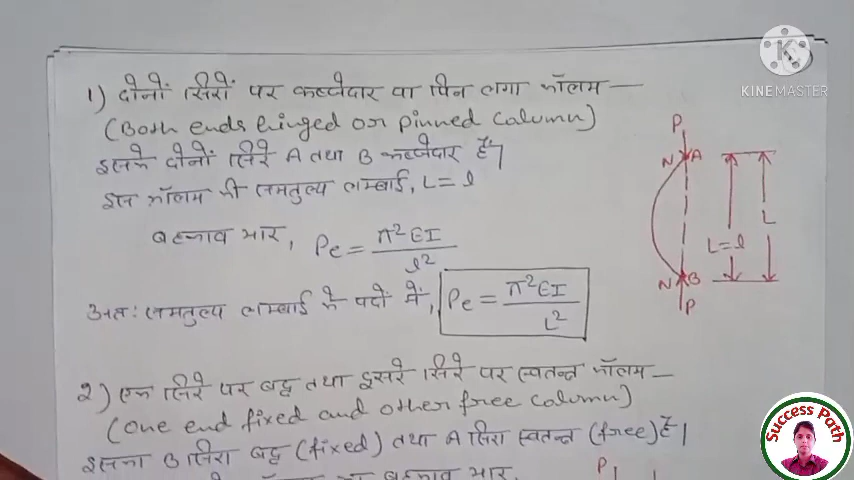 1) दोनों सिरों पर कब्जेदार या पिन लगा कॉलम —
(Both ends hinged or pinned column)
इसके दोनों सिरे A तथा B कब्जेदार हैं|
इस कॉलम की समतुल्य लम्बाई, L = l
बहकाव भार, Pe = π²EI / l²
अतः समतुल्य लम्बाई के पदों में, Pe = π²EI / L²
2) एक सिरे पर बद्ध तथा दूसरे सिरे पर स्वतन्त्र कॉलम —
(One end fixed and other free column)
इसका B सिरा बद्ध (fixed) तथा A सिरा स्वतन्त्र (free) है|
बहकाव भार,
P
N A
L = l
L
N B
P
P
KINEMASTER
Success Path